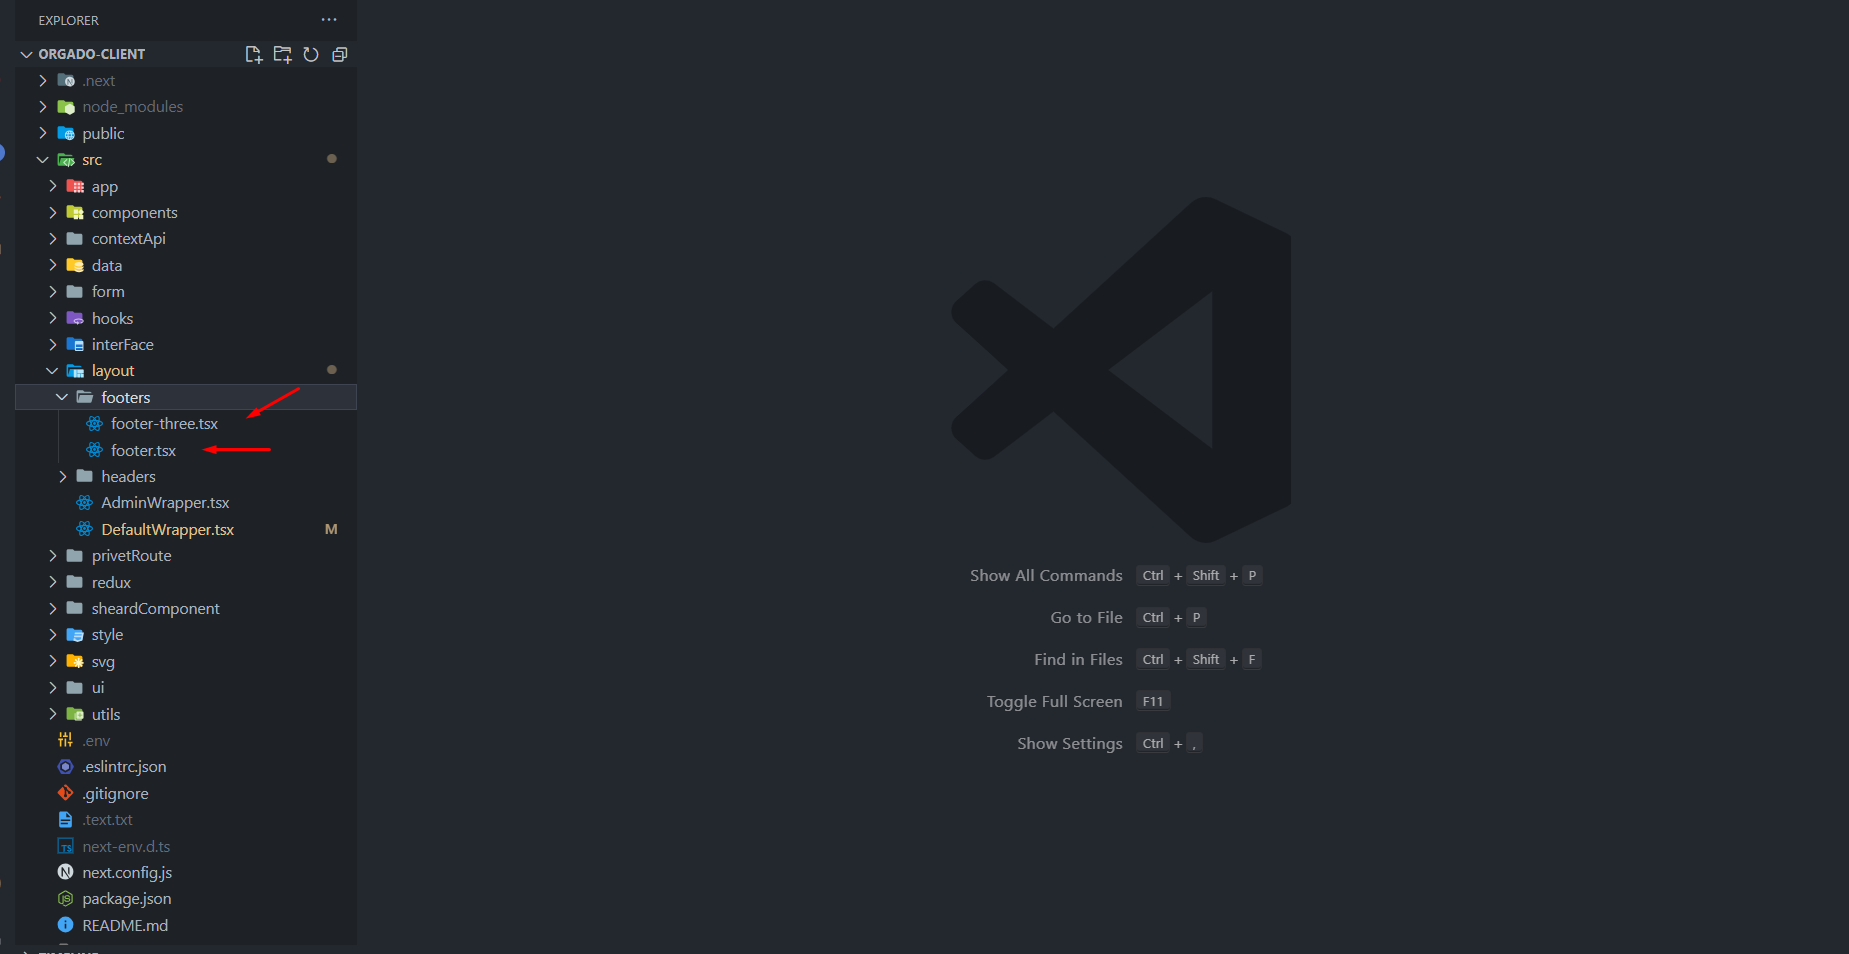 EXPLORER
ORGADO-CLIENT
.next
node_modules
public
src
app
components
contextApi
data
form
hooks
interFace
layout
footers
footer-three.tsx
footer.tsx
headers
AdminWrapper.tsx
DefaultWrapper.tsx M
privetRoute
redux
sheardComponent
style
svg
ui
utils
.env
.eslintrc.json
.gitignore
.text.txt
next-env.d.ts
next.config.js
package.json
README.md
Show All Commands Ctrl + Shift + P
Go to File Ctrl + P
Find in Files Ctrl + Shift + F
Toggle Full Screen F11
Show Settings Ctrl + ,